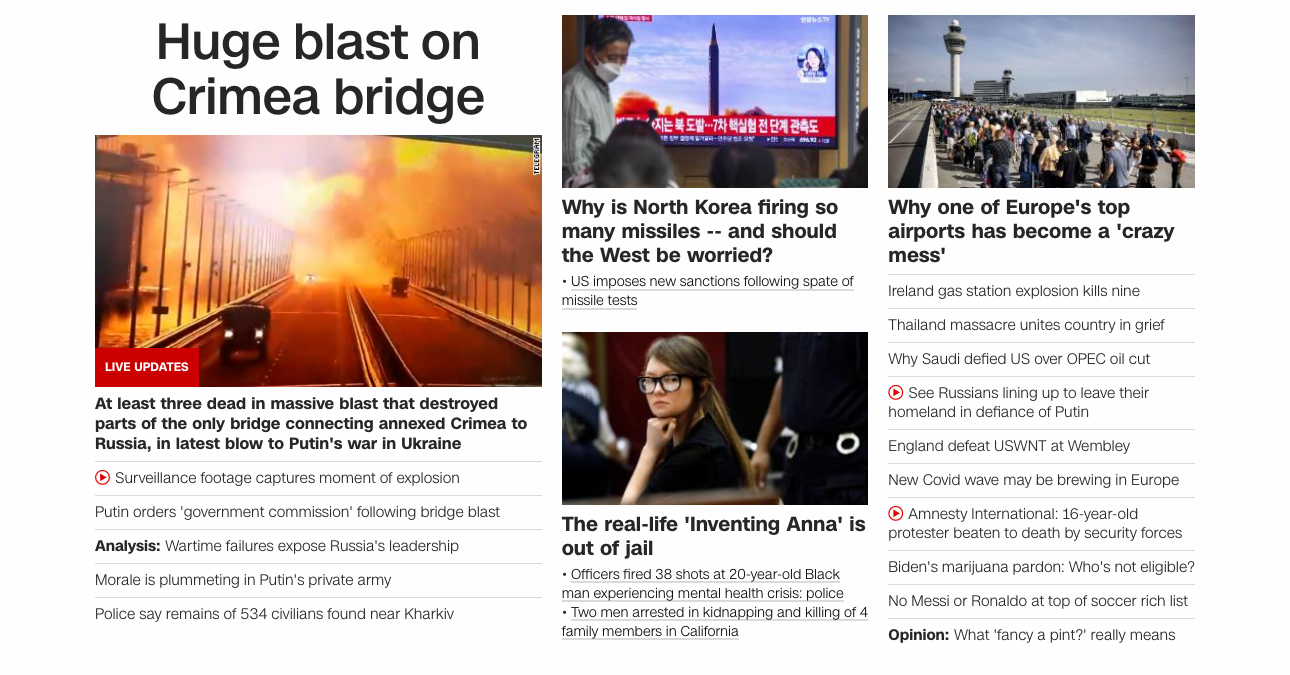 Huge blast on
Crimea bridge
TELEGRAM
LIVE UPDATES
At least three dead in massive blast that destroyed
parts of the only bridge connecting annexed Crimea to
Russia, in latest blow to Putin's war in Ukraine
Surveillance footage captures moment of explosion
Putin orders 'government commission' following bridge blast
Analysis: Wartime failures expose Russia's leadership
Morale is plummeting in Putin's private army
Police say remains of 534 civilians found near Kharkiv
지는 북 도발…7차 핵실험 전 단계 관측도
Why is North Korea firing so
many missiles -- and should
the West be worried?
• US imposes new sanctions following spate of
missile tests
The real-life 'Inventing Anna' is
out of jail
• Officers fired 38 shots at 20-year-old Black
man experiencing mental health crisis: police
• Two men arrested in kidnapping and killing of 4
family members in California
Why one of Europe's top
airports has become a 'crazy
mess'
Ireland gas station explosion kills nine
Thailand massacre unites country in grief
Why Saudi defied US over OPEC oil cut
See Russians lining up to leave their
homeland in defiance of Putin
England defeat USWNT at Wembley
New Covid wave may be brewing in Europe
Amnesty International: 16-year-old
protester beaten to death by security forces
Biden's marijuana pardon: Who's not eligible?
No Messi or Ronaldo at top of soccer rich list
Opinion: What 'fancy a pint?' really means